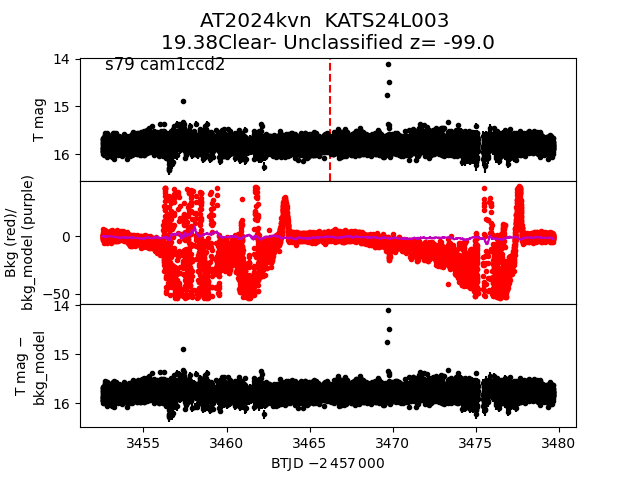 AT2024kvn  KATS24L003
19.38Clear- Unclassified z= -99.0
s79 cam1ccd2
14
15
16
T mag
0
−50
Bkg (red)/
bkg_model (purple)
14
15
16
T mag −
bkg_model
3455
3460
3465
3470
3475
3480
BTJD −2 457 000